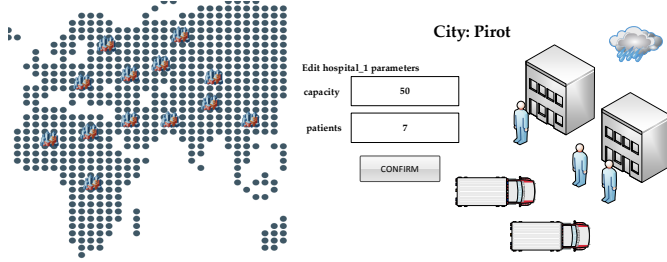 City: Pirot
Edit hospital_1 parameters
capacity 50
patients 7
CONFIRM